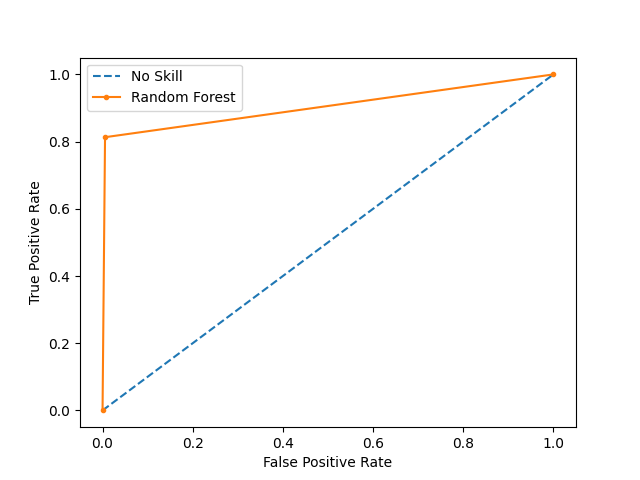 No Skill
Random Forest
1.0
0.8
0.6
0.4
0.2
0.0
True Positive Rate
0.0 0.2 0.4 0.6 0.8 1.0
False Positive Rate